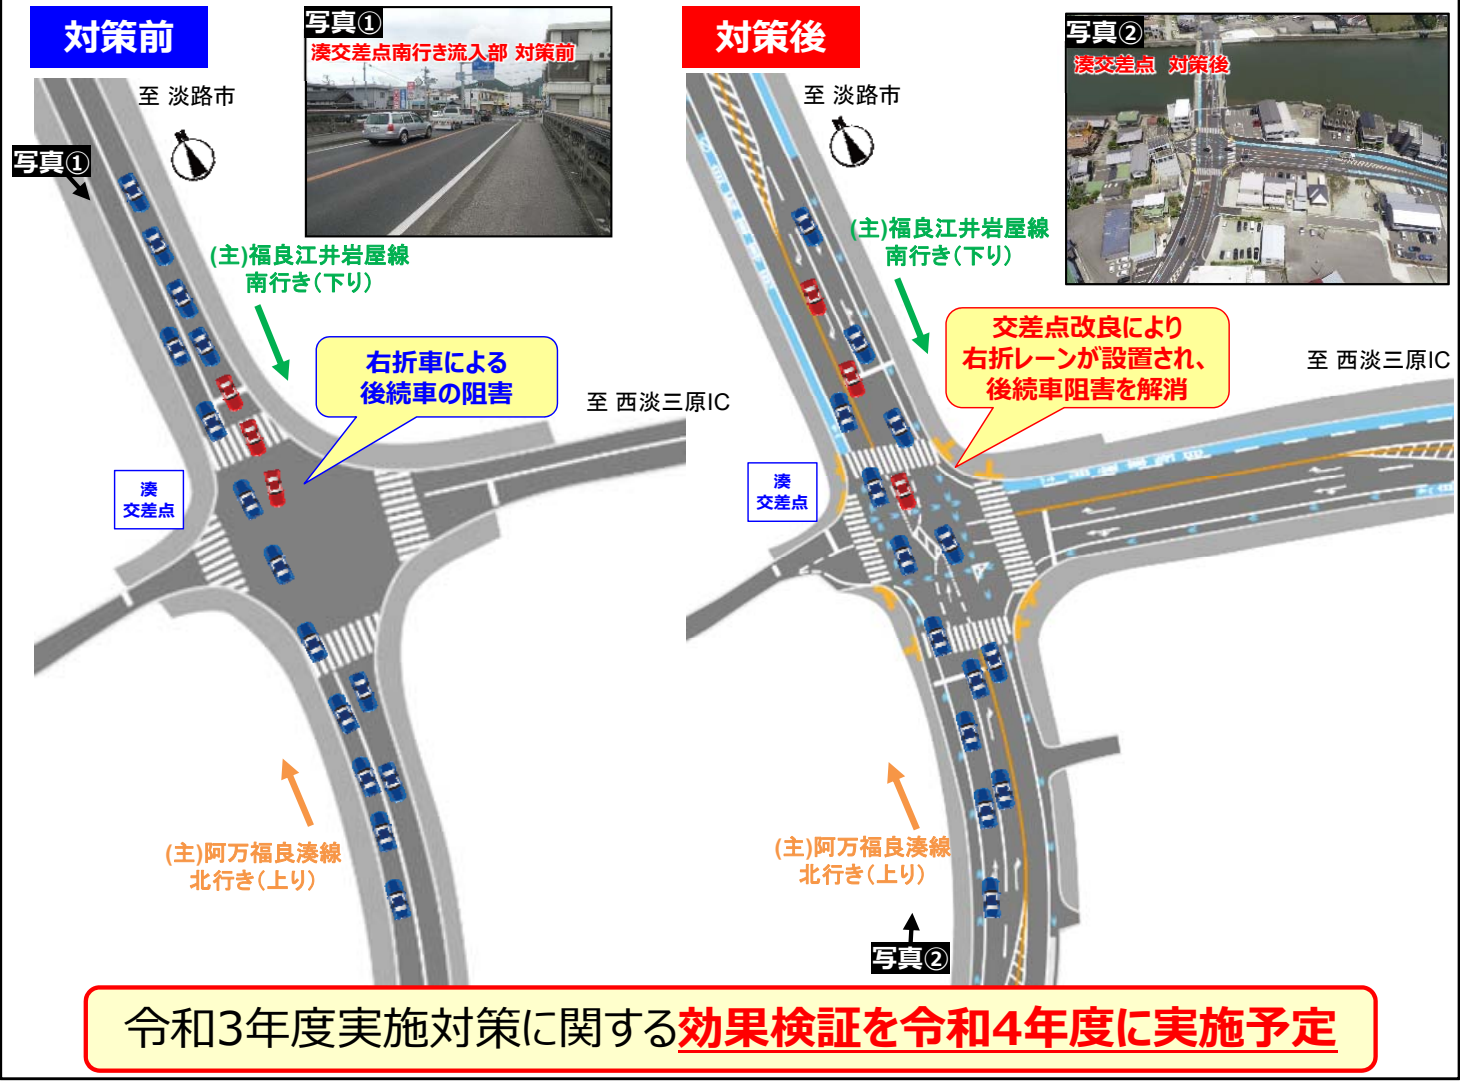 対策前
写真①
湊交差点南行き流入部 対策前
至 淡路市
写真①
(主)福良江井岩屋線
南行き(下り)
右折車による
後続車の阻害
至 西淡三原IC
湊
交差点
(主)阿万福良湊線
北行き(上り)
対策後
写真②
湊交差点 対策後
至 淡路市
(主)福良江井岩屋線
南行き(下り)
交差点改良により
右折レーンが設置され、
後続車阻害を解消
至 西淡三原IC
湊
交差点
(主)阿万福良湊線
北行き(上り)
写真②
令和3年度実施対策に関する効果検証を令和4年度に実施予定